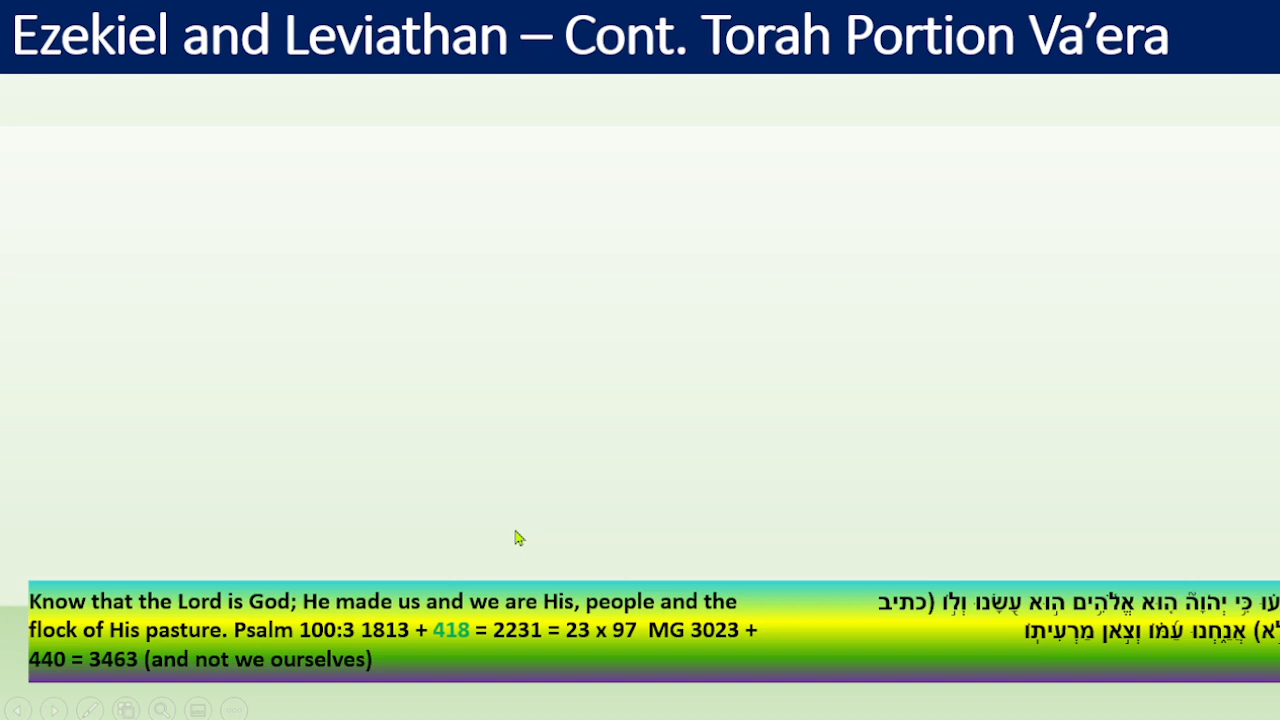 Ezekiel and Leviathan – Cont. Torah Portion Va’era
Know that the Lord is God; He made us and we are His, people and the
flock of His pasture. Psalm 100:3 1813 + 418 = 2231 = 23 x 97 MG 3023 +
440 = 3463 (and not we ourselves)
כִּ֥י יְהֹוָה֘ ה֤וּא אֱלֹ֫הִ֥ים ה֣וּא עָ֭שָׂנוּ וְל֣וֹ (כתיב
אֲנַ֑חְנוּ עַ֝מּ֗וֹ וְצֹ֣אן מַרְעִיתֽוֹ